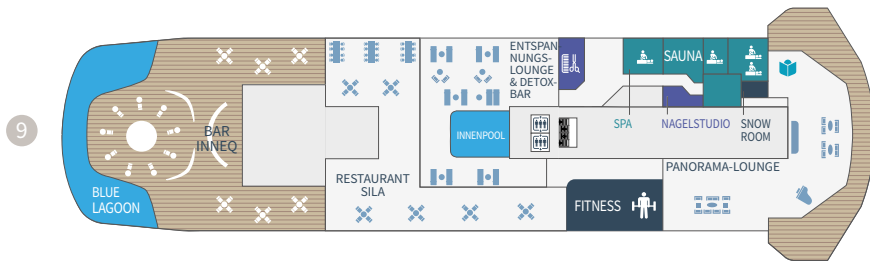 9
BLUE
LAGOON
BAR
INNEQ
RESTAURANT
SILA
ENTSPAN
NUNGS-
LOUNGE
& DETOX-
BAR
INNENPOOL
SAUNA
SPA
NAGELSTUDIO
SNOW
ROOM
PANORAMA-LOUNGE
FITNESS